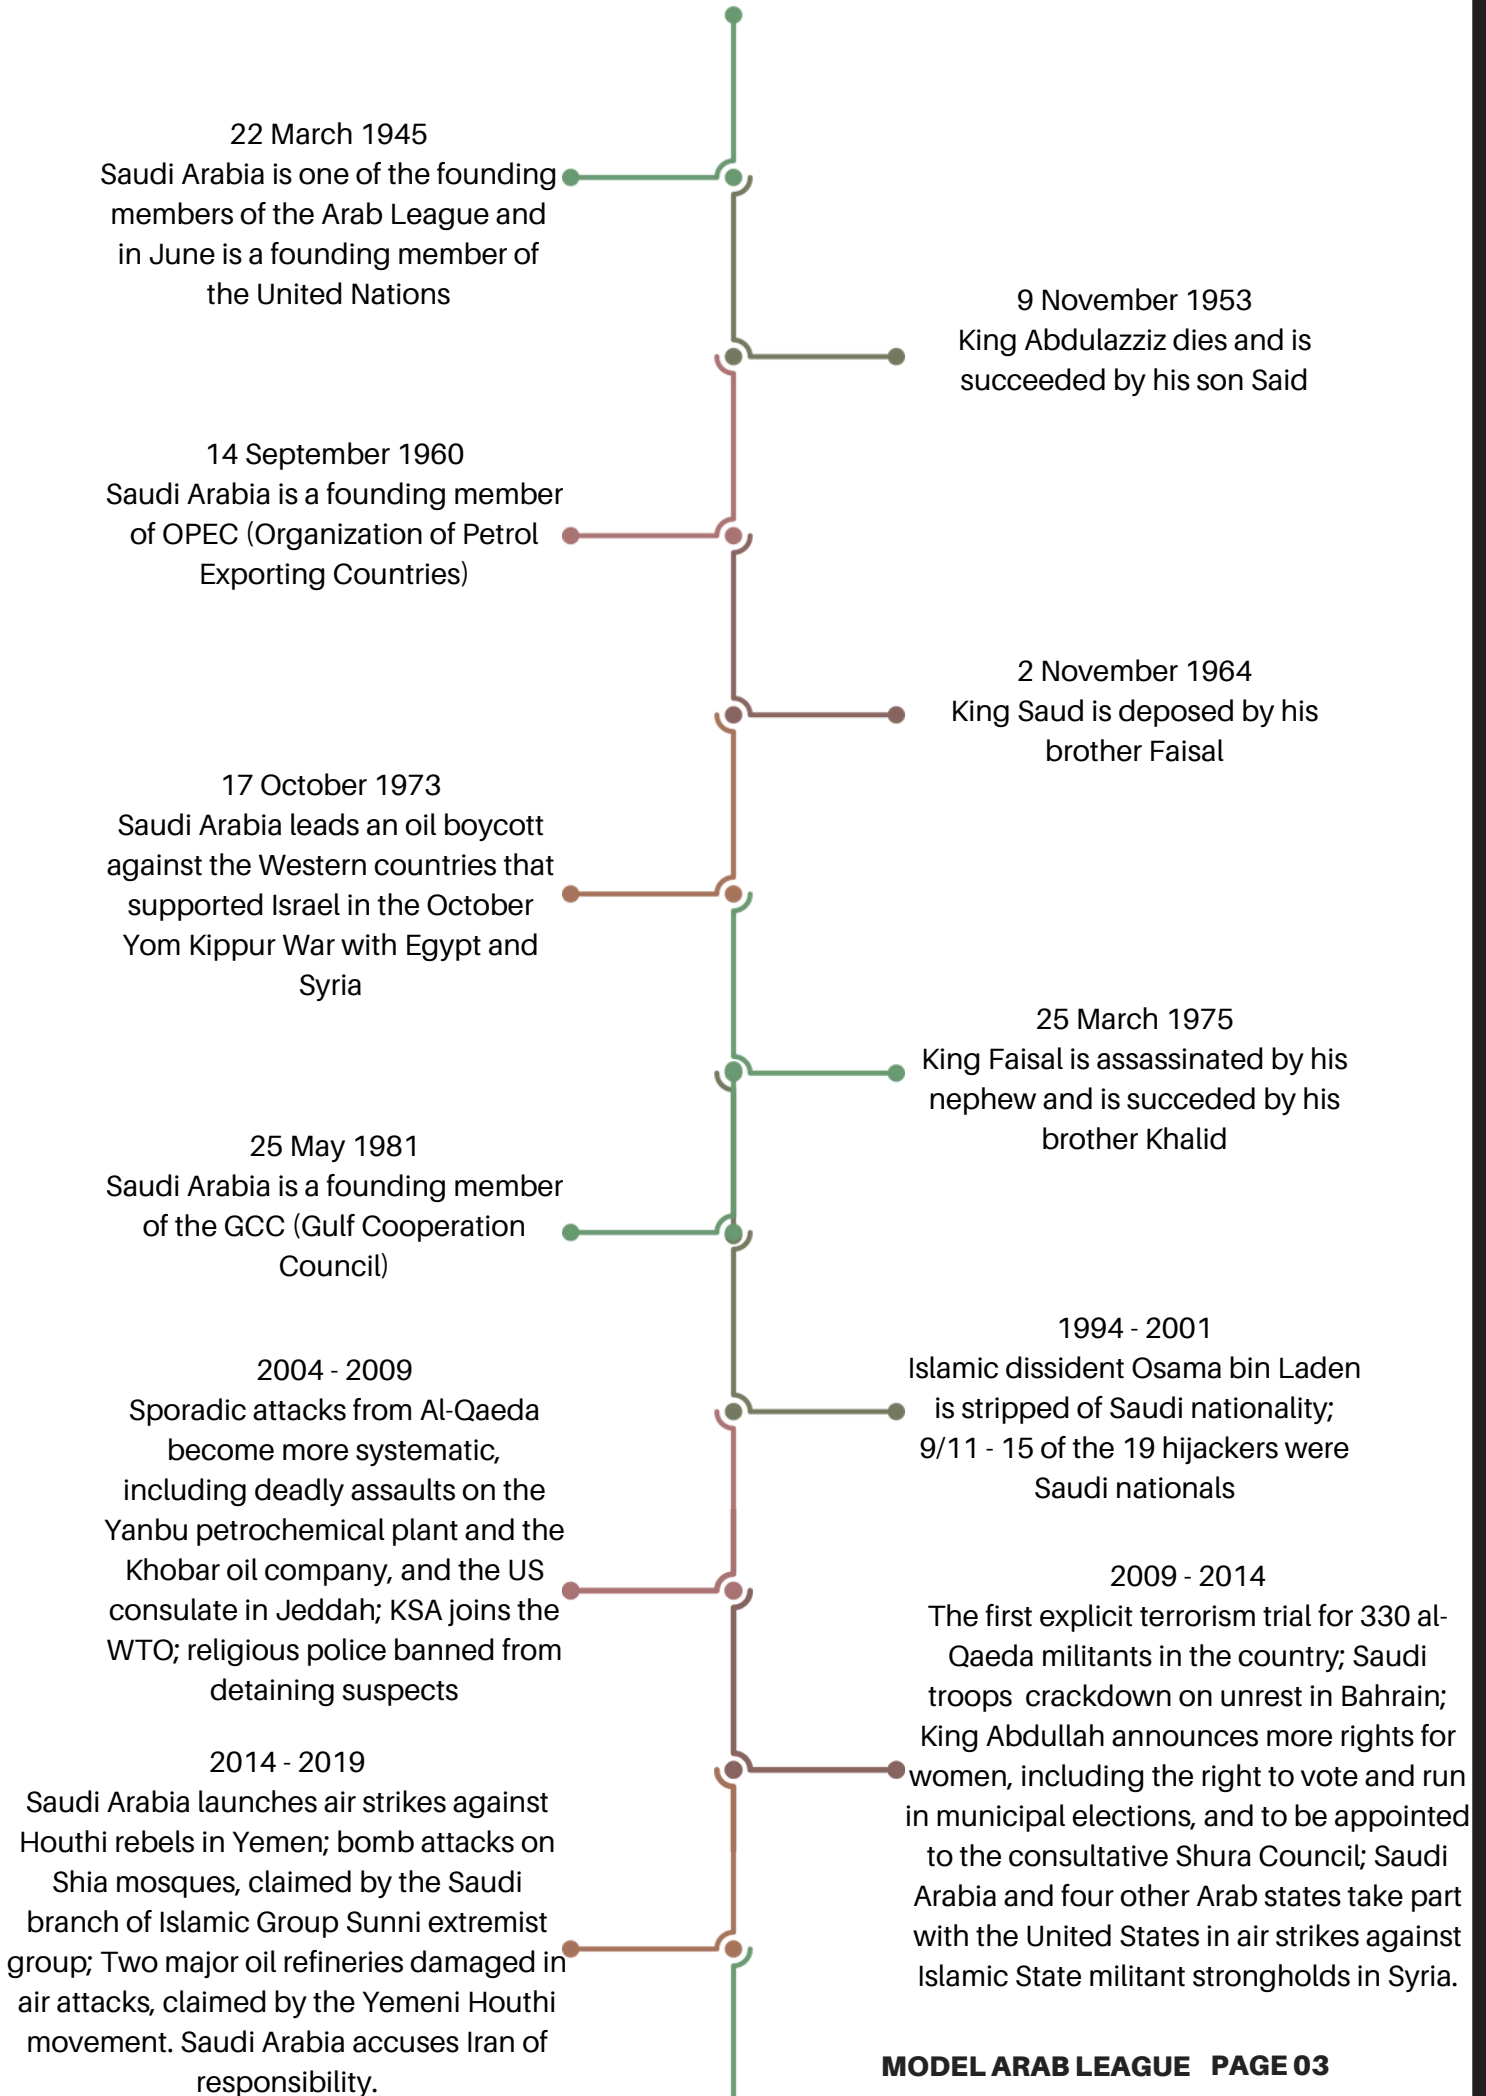 22 March 1945
Saudi Arabia is one of the founding
members of the Arab League and
in June is a founding member of
the United Nations
9 November 1953
King Abdulazziz dies and is
succeeded by his son Said
14 September 1960
Saudi Arabia is a founding member
of OPEC (Organization of Petrol
Exporting Countries)
2 November 1964
King Saud is deposed by his
brother Faisal
17 October 1973
Saudi Arabia leads an oil boycott
against the Western countries that
supported Israel in the October
Yom Kippur War with Egypt and
Syria
25 March 1975
King Faisal is assassinated by his
nephew and is succeded by his
brother Khalid
25 May 1981
Saudi Arabia is a founding member
of the GCC (Gulf Cooperation
Council)
1994 - 2001
Islamic dissident Osama bin Laden
is stripped of Saudi nationality;
9/11 - 15 of the 19 hijackers were
Saudi nationals
2004 - 2009
Sporadic attacks from Al-Qaeda
become more systematic,
including deadly assaults on the
Yanbu petrochemical plant and the
Khobar oil company, and the US
consulate in Jeddah; KSA joins the
WTO; religious police banned from
detaining suspects
2009 - 2014
The first explicit terrorism trial for 330 al-
Qaeda militants in the country; Saudi
troops  crackdown on unrest in Bahrain;
King Abdullah announces more rights for
women, including the right to vote and run
in municipal elections, and to be appointed
to the consultative Shura Council; Saudi
Arabia and four other Arab states take part
with the United States in air strikes against
Islamic State militant strongholds in Syria.
2014 - 2019
Saudi Arabia launches air strikes against
Houthi rebels in Yemen; bomb attacks on
Shia mosques, claimed by the Saudi
branch of Islamic Group Sunni extremist
group; Two major oil refineries damaged in
air attacks, claimed by the Yemeni Houthi
movement. Saudi Arabia accuses Iran of
responsibility.
MODEL ARAB LEAGUE PAGE 03